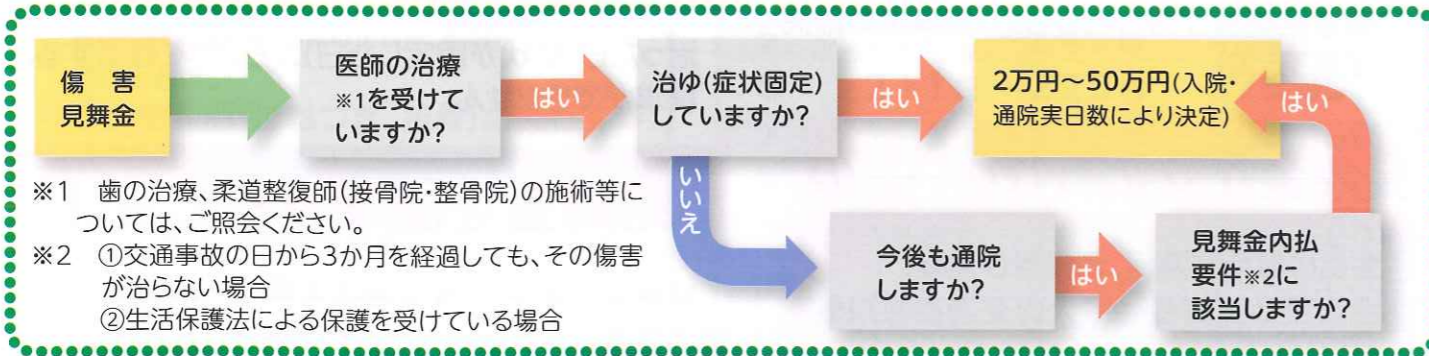 傷　害
見舞金
医師の治療
※1を受けて
いますか?
はい
治ゆ(症状固定)
していますか?
はい
2万円～50万円(入院・
通院実日数により決定)
はい
いいえ
今後も通院
しますか?
はい
見舞金内払
要件※2に
該当しますか?
※1　歯の治療、柔道整復師(接骨院・整骨院)の施術等に
ついては、ご照会ください。
※2　①交通事故の日から3か月を経過しても、その傷害
が治らない場合
②生活保護法による保護を受けている場合